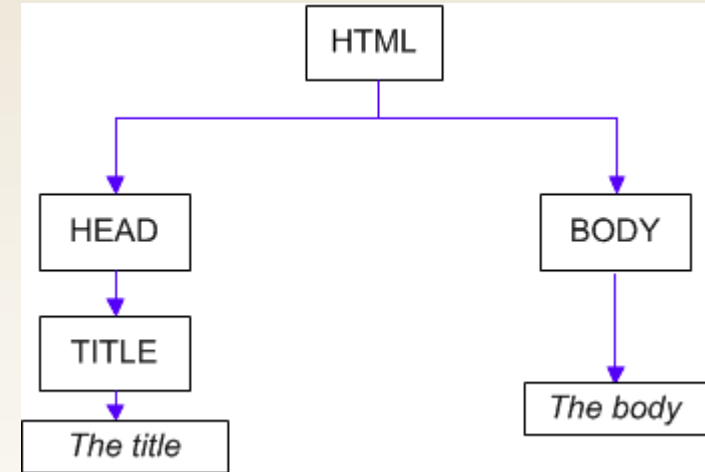 HTML
HEAD
BODY
TITLE
The title
The body